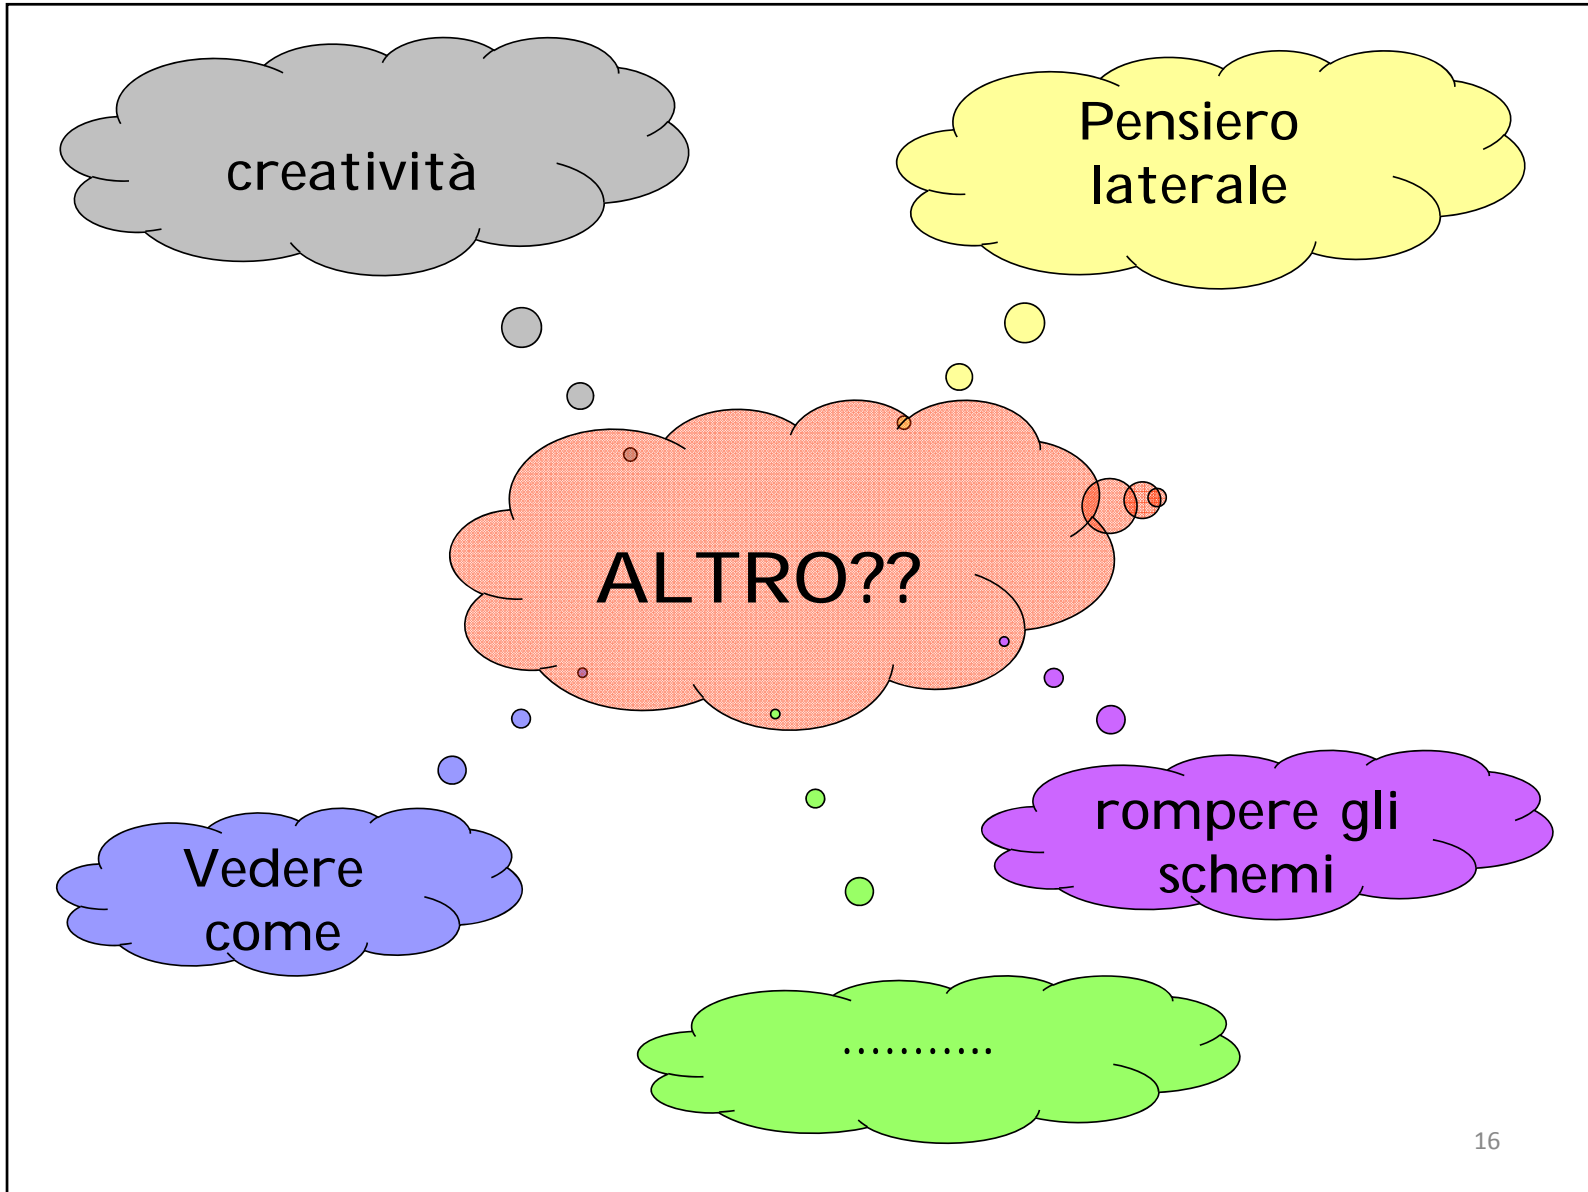 creatività
Pensiero
laterale
ALTRO??
Vedere
come
rompere gli
schemi
...........
16